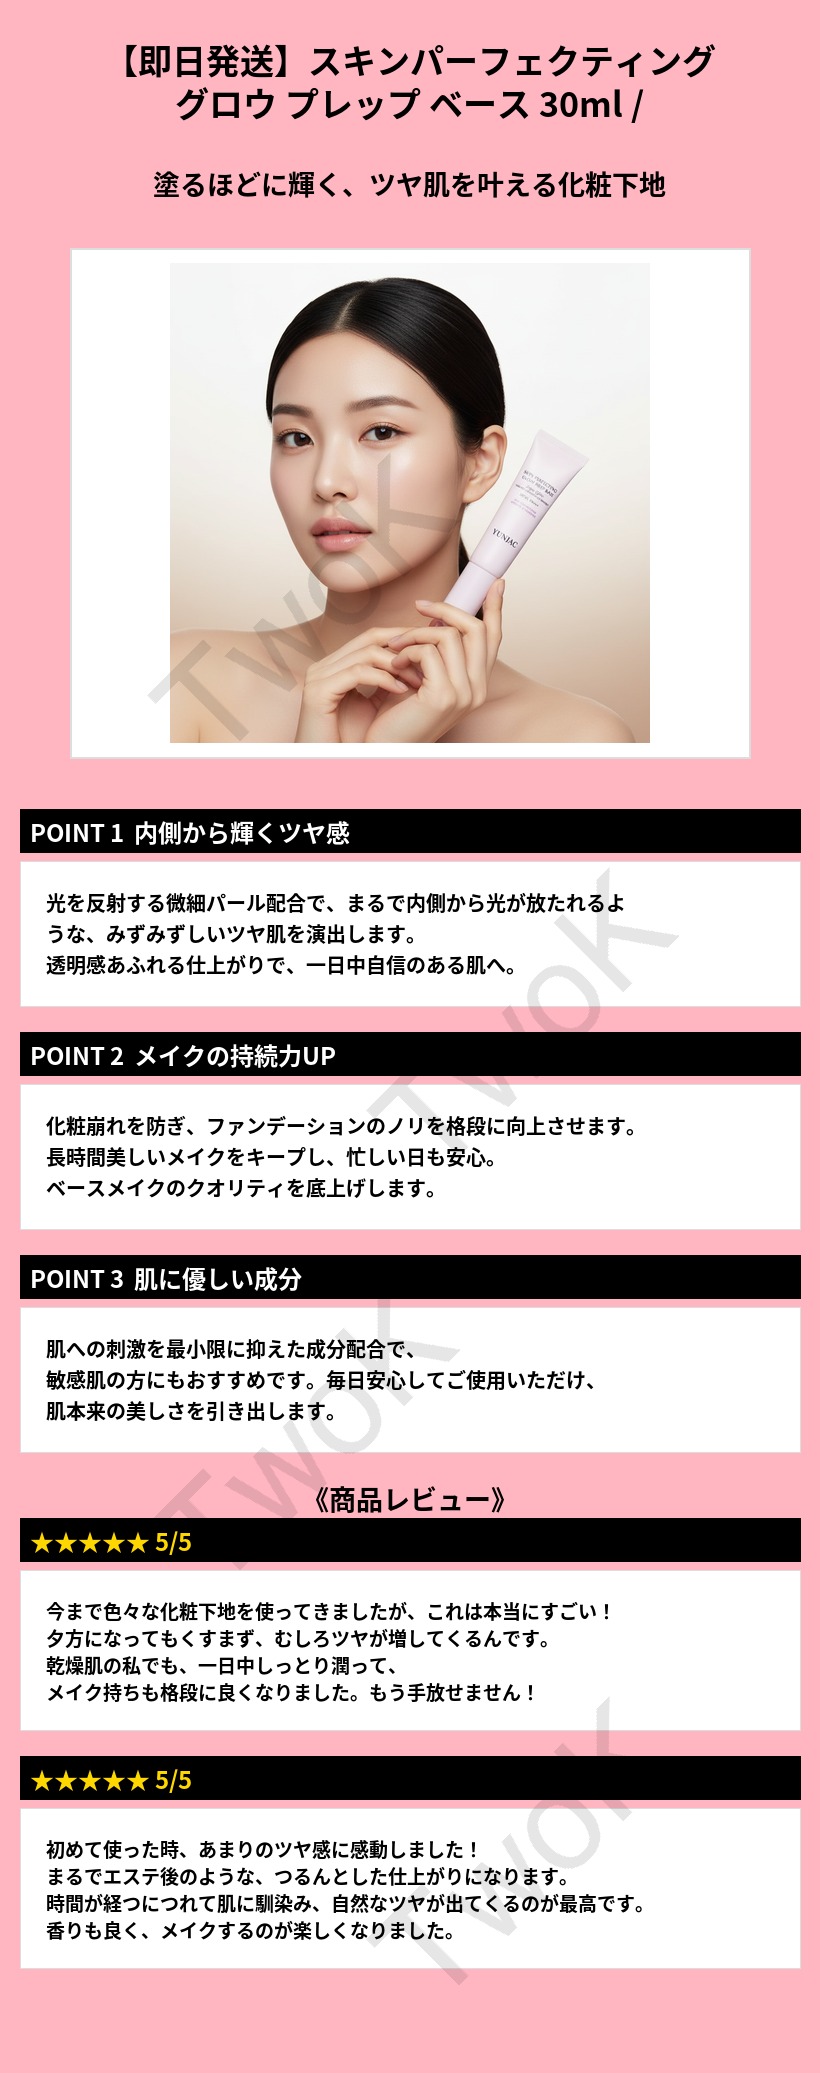 【即日発送】スキンパーフェクティング
グロウ プレップ ベース 30ml /
塗るほどに輝く、ツヤ肌を叶える化粧下地
YUNJAC
TwoK
POINT 1 内側から輝くツヤ感
光を反射する微細パール配合で、まるで内側から光が放たれるよ
うな、みずみずしいツヤ肌を演出します。
透明感あふれる仕上がりで、一日中自信のある肌へ。
TwoK
POINT 2 メイクの持続力UP
化粧崩れを防ぎ、ファンデーションのノリを格段に向上させます。
長時間美しいメイクをキープし、忙しい日も安心。
ベースメイクのクオリティを底上げします。
POINT 3 肌に優しい成分
肌への刺激を最小限に抑えた成分配合で、
敏感肌の方にもおすすめです。毎日安心してご使用いただけ、
肌本来の美しさを引き出します。
TwoK
《商品レビュー》
★★★★★ 5/5
今まで色々な化粧下地を使ってきましたが、これは本当にすごい！
夕方になってもくすまず、むしろツヤが増してくるんです。
乾燥肌の私でも、一日中しっとり潤って、
メイク持ちも格段に良くなりました。もう手放せません！
★★★★★ 5/5
初めて使った時、あまりのツヤ感に感動しました！
まるでエステ後のような、つるんとした仕上がりになります。
時間が経つにつれて肌に馴染み、自然なツヤが出てくるのが最高です。
香りも良く、メイクするのが楽しくなりました。
TwoK